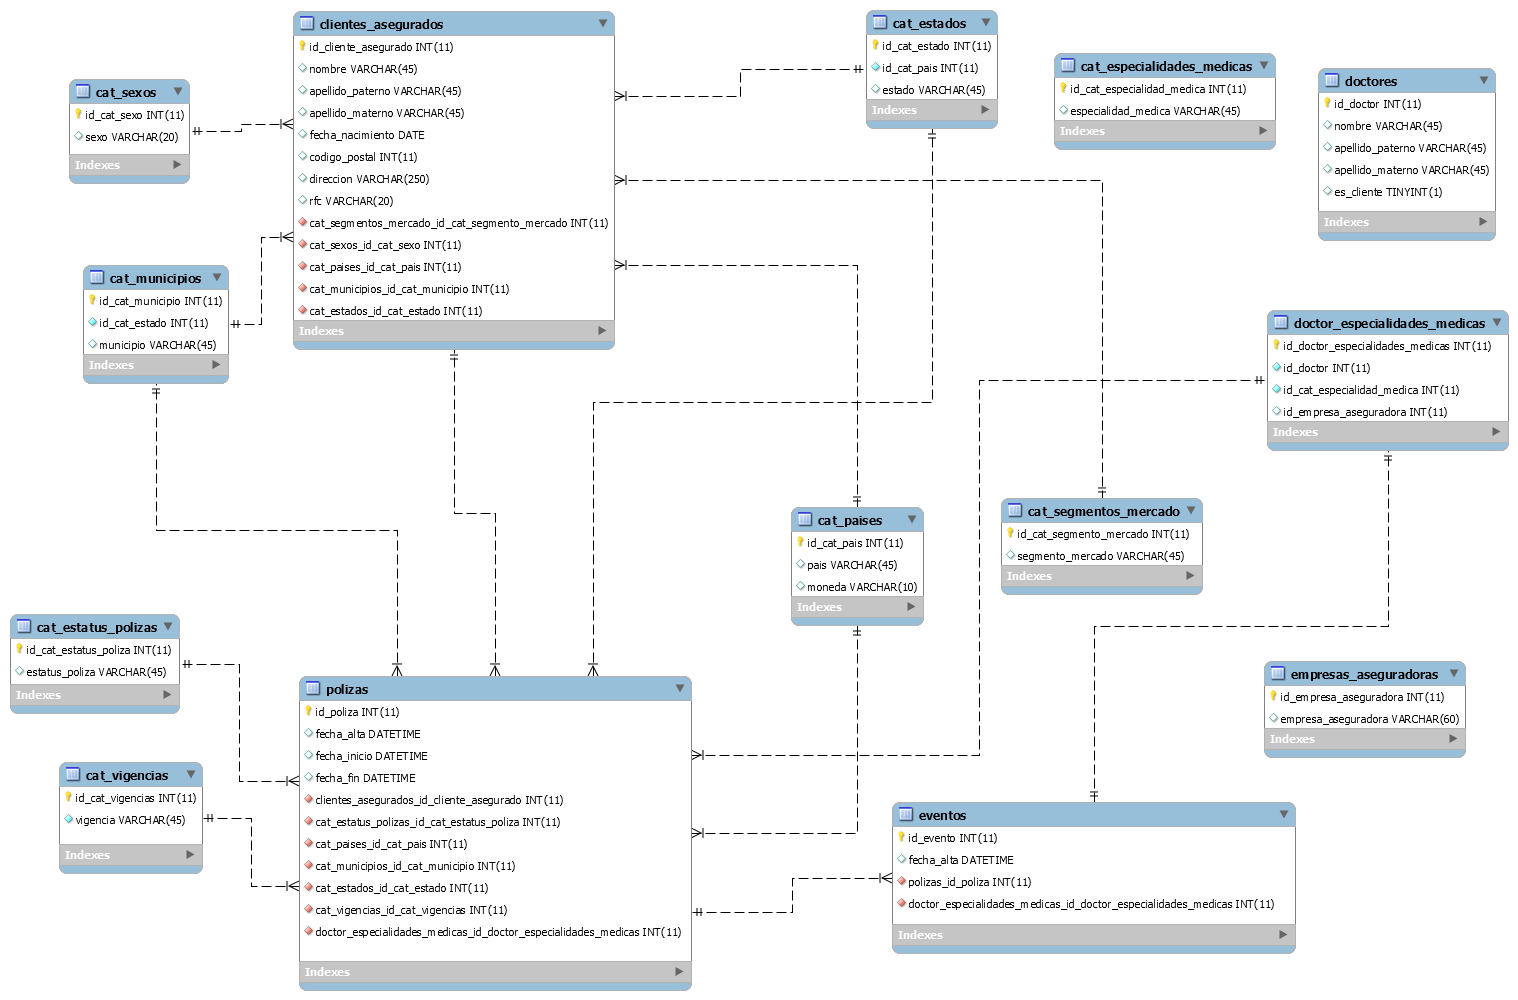 clientes_asegurados
id_cliente_asegurado INT(11)
nombre VARCHAR(45)
apellido_paterno VARCHAR(45)
apellido_materno VARCHAR(45)
fecha_nacimiento DATE
codigo_postal INT(11)
direccion VARCHAR(250)
rfc VARCHAR(20)
cat_segmentos_mercado_id_cat_segmento_mercado INT(11)
cat_sexos_id_cat_sexo INT(11)
cat_paises_id_cat_pais INT(11)
cat_municipios_id_cat_municipio INT(11)
cat_estados_id_cat_estado INT(11)
Indexes
cat_estados
id_cat_estado INT(11)
id_cat_pais INT(11)
estado VARCHAR(45)
Indexes
cat_especialidades_medicas
id_cat_especialidad_medica INT(11)
especialidad_medica VARCHAR(45)
Indexes
doctores
id_doctor INT(11)
nombre VARCHAR(45)
apellido_paterno VARCHAR(45)
apellido_materno VARCHAR(45)
es_cliente TINYINT(1)
Indexes
cat_sexos
id_cat_sexo INT(11)
sexo VARCHAR(20)
Indexes
cat_municipios
id_cat_municipio INT(11)
id_cat_estado INT(11)
municipio VARCHAR(45)
Indexes
doctor_especialidades_medicas
id_doctor_especialidades_medicas INT(11)
id_doctor INT(11)
id_cat_especialidad_medica INT(11)
id_empresa_aseguradora INT(11)
Indexes
cat_paises
id_cat_pais INT(11)
pais VARCHAR(45)
moneda VARCHAR(10)
Indexes
cat_segmentos_mercado
id_cat_segmento_mercado INT(11)
segmento_mercado VARCHAR(45)
Indexes
cat_estatus_polizas
id_cat_estatus_poliza INT(11)
estatus_poliza VARCHAR(45)
Indexes
empresas_aseguradoras
id_empresa_aseguradora INT(11)
empresa_aseguradora VARCHAR(60)
Indexes
cat_vigencias
id_cat_vigencias INT(11)
vigencia VARCHAR(45)
Indexes
polizas
id_poliza INT(11)
fecha_alta DATETIME
fecha_inicio DATETIME
fecha_fin DATETIME
clientes_asegurados_id_cliente_asegurado INT(11)
cat_estatus_polizas_id_cat_estatus_poliza INT(11)
cat_paises_id_cat_pais INT(11)
cat_municipios_id_cat_municipio INT(11)
cat_estados_id_cat_estado INT(11)
cat_vigencias_id_cat_vigencias INT(11)
doctor_especialidades_medicas_id_doctor_especialidades_medicas INT(11)
Indexes
eventos
id_evento INT(11)
fecha_alta DATETIME
polizas_id_poliza INT(11)
doctor_especialidades_medicas_id_doctor_especialidades_medicas INT(11)
Indexes